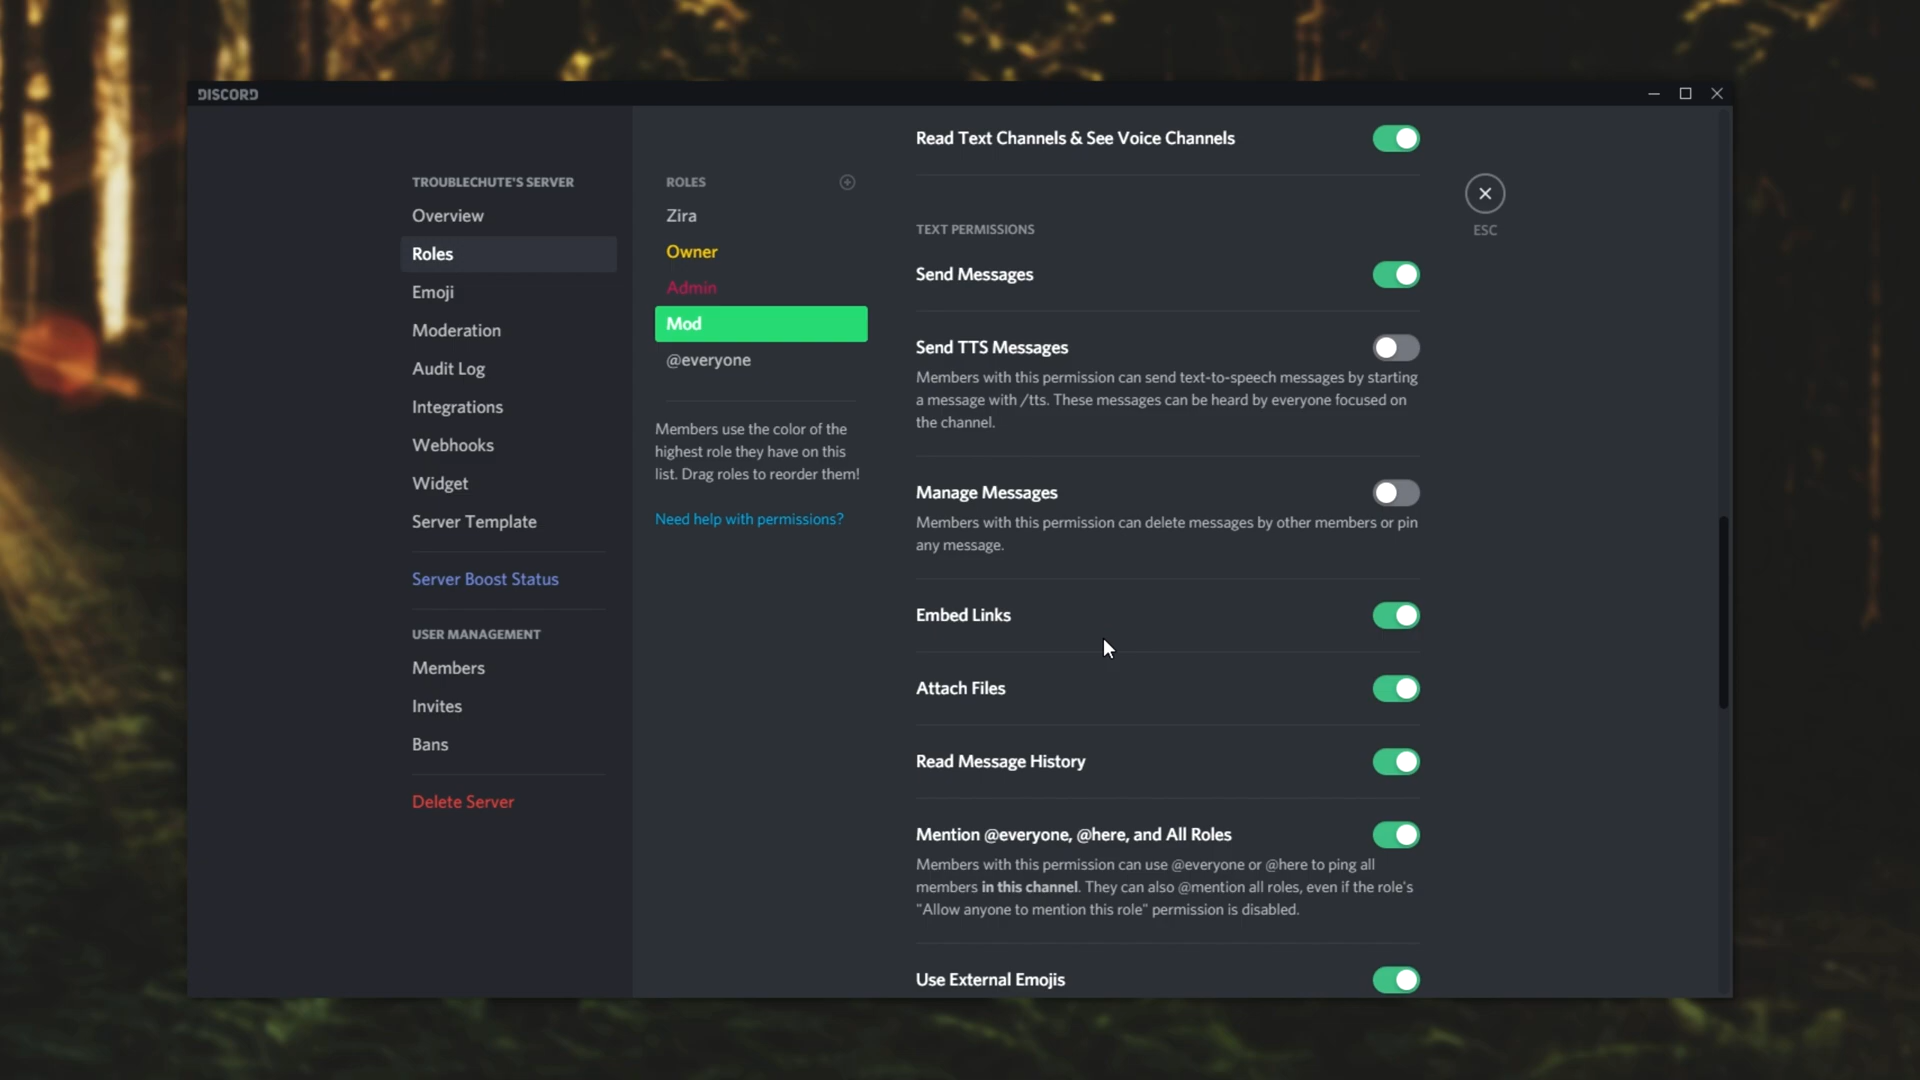 DISCORD
TROUBLECHUTE'S SERVER
Overview
Roles
Emoji
Moderation
Audit Log
Integrations
Webhooks
Widget
Server Template
Server Boost Status
USER MANAGEMENT
Members
Invites
Bans
Delete Server
ROLES
Zira
Owner
Admin
Mod
@everyone
Members use the color of the
highest role they have on this
list. Drag roles to reorder them!
Need help with permissions?
Read Text Channels & See Voice Channels
TEXT PERMISSIONS
Send Messages
Send TTS Messages
Members with this permission can send text-to-speech messages by starting
a message with /tts. These messages can be heard by everyone focused on
the channel.
Manage Messages
Members with this permission can delete messages by other members or pin
any message.
Embed Links
Attach Files
Read Message History
Mention @everyone, @here, and All Roles
Members with this permission can use @everyone or @here to ping all
members in this channel. They can also @mention all roles, even if the role's
"Allow anyone to mention this role" permission is disabled.
Use External Emojis
ESC